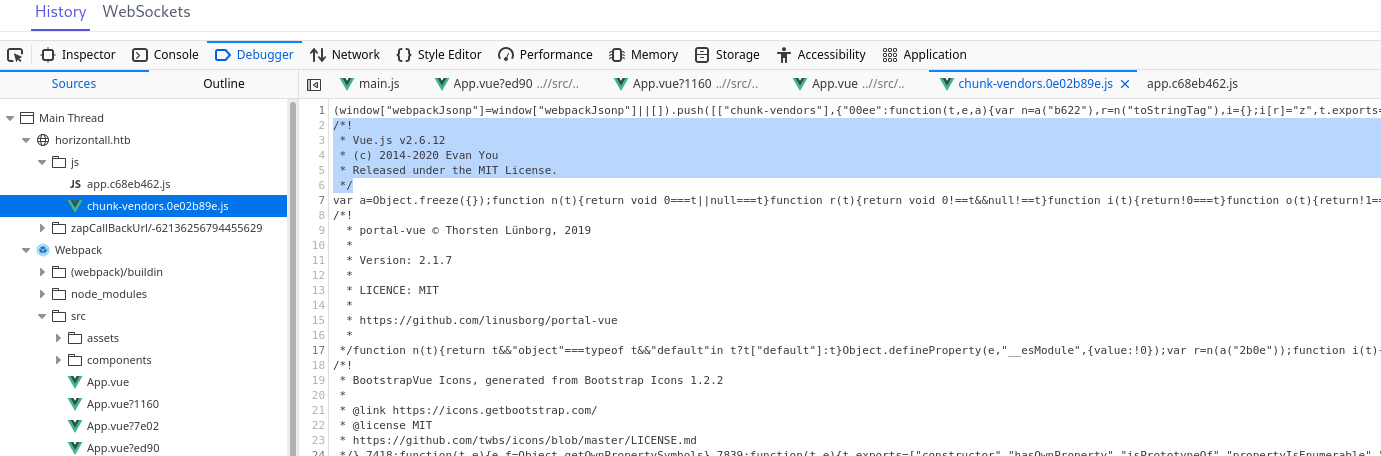 History WebSockets
Inspector Console Debugger Network Style Editor Performance Memory Storage Accessibility Application
Sources Outline
main.js App.vue?ed90 ..//src/.. App.vue?1160 ..//src/.. App.vue ..//src/.. chunk-vendors.0e02b89e.js app.c68eb462.js
Main Thread
horizontall.htb
js
JS app.c68eb462.js
chunk-vendors.0e02b89e.js
zapCallBackUrl/-62136256794455629
Webpack
(webpack)/buildin
node_modules
src
assets
components
App.vue
App.vue?1160
App.vue?7e02
App.vue?ed90
1 (window["webpackJsonp"]=window["webpackJsonp"]||[]).push([["chunk-vendors"],{"00ee":function(t,e,a){var n=a("b622"),r=n("toStringTag"),i={};i[r]="z",t.exports=
2 /*!
3 * Vue.js v2.6.12
4 * (c) 2014-2020 Evan You
5 * Released under the MIT License.
6 */
7 var a=Object.freeze({});function n(t){return void 0===t||null===t}function r(t){return void 0!==t&&null!==t}function i(t){return!0===t}function o(t){return!1==
8 /*!
9 * portal-vue © Thorsten Lünborg, 2019
10 *
11 * Version: 2.1.7
12 *
13 * LICENCE: MIT
14 *
15 * https://github.com/linusborg/portal-vue
16 *
17 */function n(t){return t&&"object"===typeof t&&"default"in t?t["default"]:t}Object.defineProperty(e,"__esModule",{value:!0});var r=n(a("2b0e"));function i(t){
18 /*!
19 * BootstrapVue Icons, generated from Bootstrap Icons 1.2.2
20 *
21 * @link https://icons.getbootstrap.com/
22 * @license MIT
23 * https://github.com/twbs/icons/blob/master/LICENSE.md
24 */},7418:function(t,e){e.f=Object.getOwnPropertySymbols},7839:function(t,e){t.exports=["constructor","hasOwnProperty","isPrototypeOf","propertyIsEnumerable",